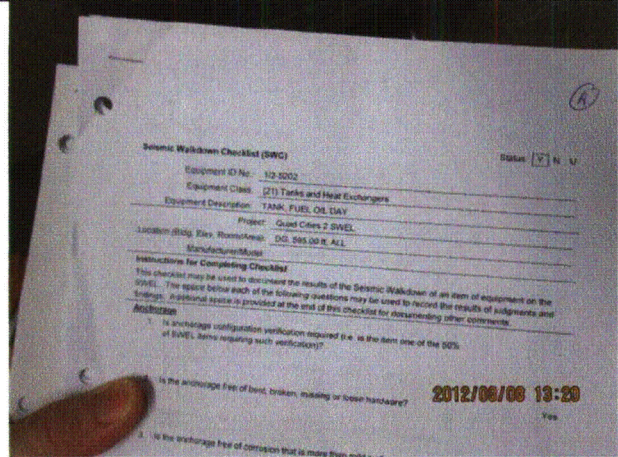 A
Seismic Walkdown Checklist (SWC)
Status: Y N U
Equipment ID No.: 1/2-5202
Equipment Class: (21) Tanks and Heat Exchangers
Equipment Description: TANK, FUEL OIL DAY
Project: Quad Cities 2 SWEL
Location (Bldg, Elev, Room/Area): DG, 595.00 ft, ALL
Manufacturer/Model:
Instructions for Completing Checklist
This checklist may be used to document the results of the Seismic Walkdown of an item of equipment on the
SWEL. The space below each of the following questions may be used to record the results of judgments and
findings. Additional space is provided at the end of this checklist for documenting other comments.
Anchorage
1. Is anchorage configuration verification required (i.e. is the item one of the 50%
of SWEL items requiring such verification)?
Is the anchorage free of bent, broken, missing or loose hardware?
2012/08/08 13:29
Yes
3. Is the anchorage free of corrosion that is more than mild